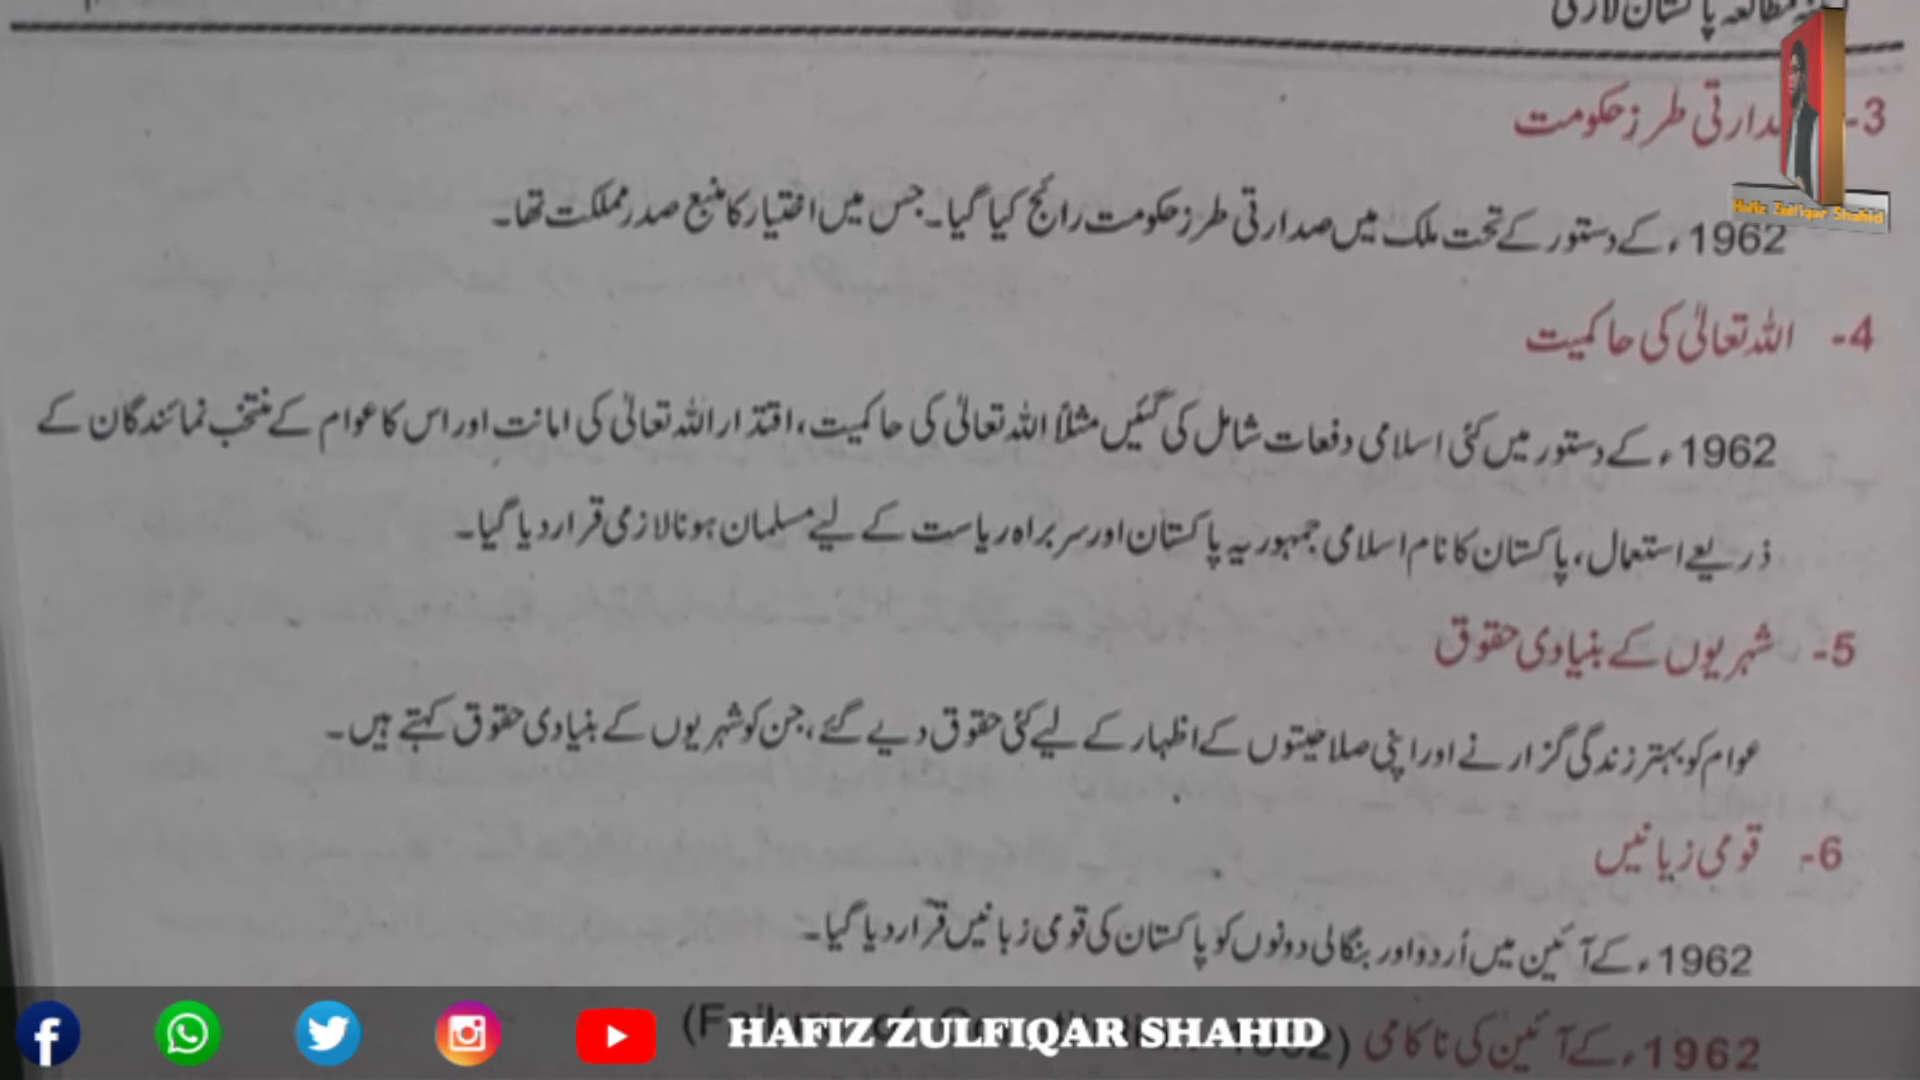 مطالعہ پاکستان لازمی
3- صدارتی طرز حکومت
Hafiz Zulfiqar Shahid
1962ء کے دستور کے تحت ملک میں صدارتی طرز حکومت رائج کیا گیا۔ جس میں اختیار کا منبع صدر مملکت تھا۔
4- اللہ تعالیٰ کی حاکمیت
1962ء کے دستور میں کئی اسلامی دفعات شامل کی گئیں مثلاً اللہ تعالیٰ کی حاکمیت، اقتدار اللہ تعالیٰ کی امانت اور اس کا عوام کے منتخب نمائندگان کے
ذریعے استعمال، پاکستان کا نام اسلامی جمہوریہ پاکستان اور سربراہ ریاست کے لیے مسلمان ہونا لازمی قرار دیا گیا۔
5- شہریوں کے بنیادی حقوق
عوام کو بہتر زندگی گزارنے اور اپنی صلاحیتوں کے اظہار کے لیے کئی حقوق دیے گئے، جن کو شہریوں کے بنیادی حقوق کہتے ہیں۔
6- قومی زبانیں
1962ء کے آئین میں اُردو اور بنگالی دونوں کو پاکستان کی قومی زبانیں قرار دیا گیا۔
1962ء کے آئین کی ناکامی
HAFIZ ZULFIQAR SHAHID